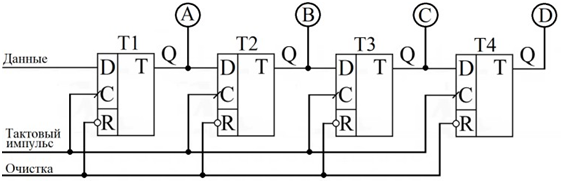 A B C D
T1 Q T2 Q T3 Q T4 Q
Данные D T D T D T D T
C C C C
R R R R
Тактовый
импульс
Очистка